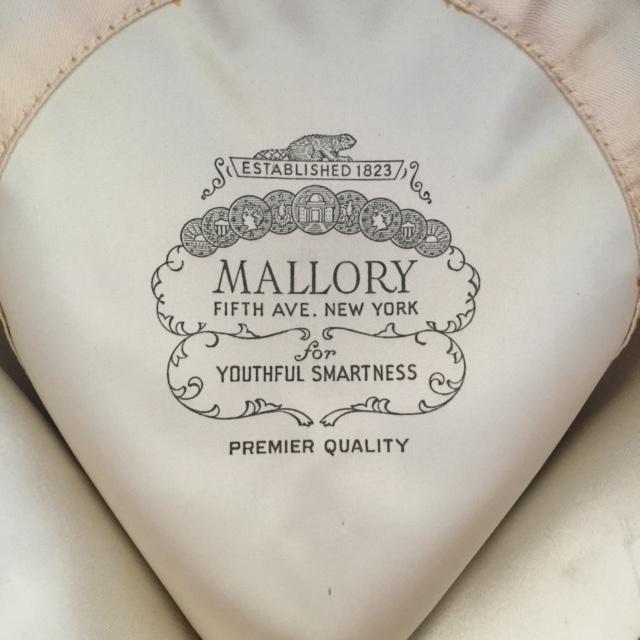 ESTABLISHED 1823
MALLORY
FIFTH AVE. NEW YORK
for
YOUTHFUL SMARTNESS
PREMIER QUALITY